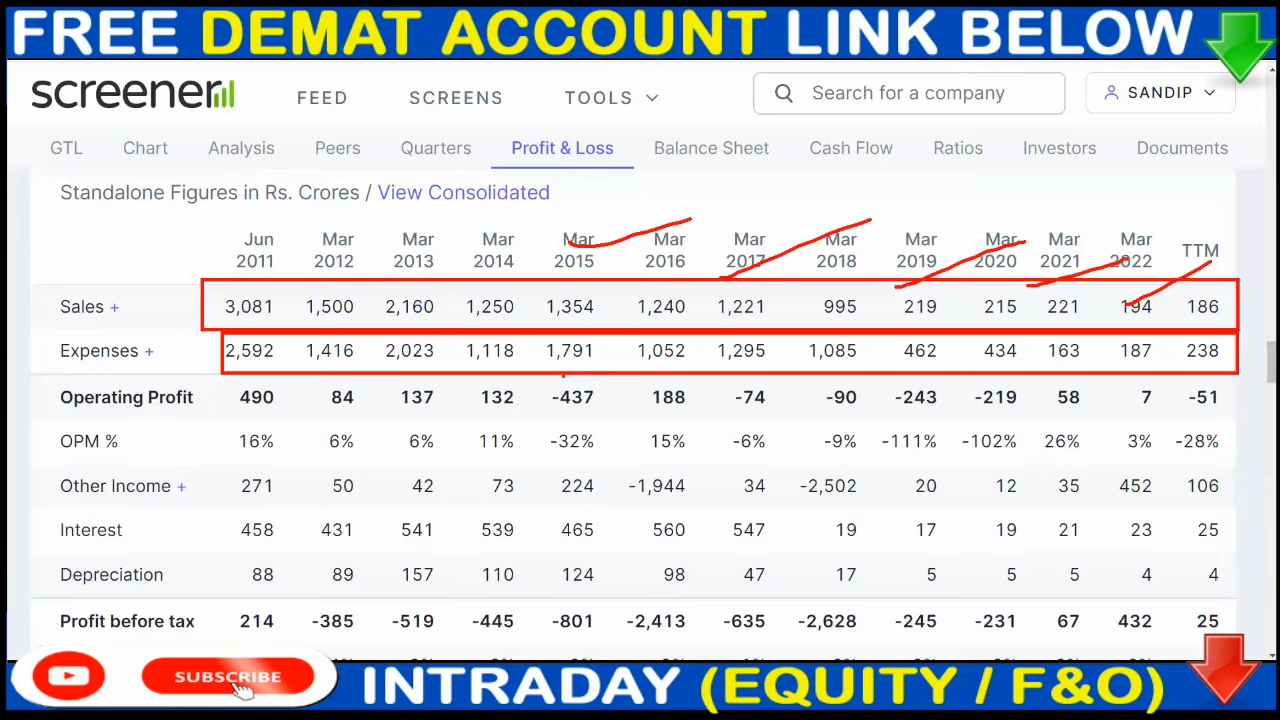 FREE DEMAT ACCOUNT LINK BELOW
screener FEED SCREENS TOOLS Search for a company SANDIP
GTL Chart Analysis Peers Quarters Profit & Loss Balance Sheet Cash Flow Ratios Investors Documents
Standalone Figures in Rs. Crores / View Consolidated
Jun 2011 Mar 2012 Mar 2013 Mar 2014 Mar 2015 Mar 2016 Mar 2017 Mar 2018 Mar 2019 Mar 2020 Mar 2021 Mar 2022 TTM
Sales + 3,081 1,500 2,160 1,250 1,354 1,240 1,221 995 219 215 221 194 186
Expenses + 2,592 1,416 2,023 1,118 1,791 1,052 1,295 1,085 462 434 163 187 238
Operating Profit 490 84 137 132 -437 188 -74 -90 -243 -219 58 7 -51
OPM % 16% 6% 6% 11% -32% 15% -6% -9% -111% -102% 26% 3% -28%
Other Income + 271 50 42 73 224 -1,944 34 -2,502 20 12 35 452 106
Interest 458 431 541 539 465 560 547 19 17 19 21 23 25
Depreciation 88 89 157 110 124 98 47 17 5 5 5 4 4
Profit before tax 214 -385 -519 -445 -801 -2,413 -635 -2,628 -245 -231 67 432 25
SUBSCRIBE
INTRADAY (EQUITY / F&O)